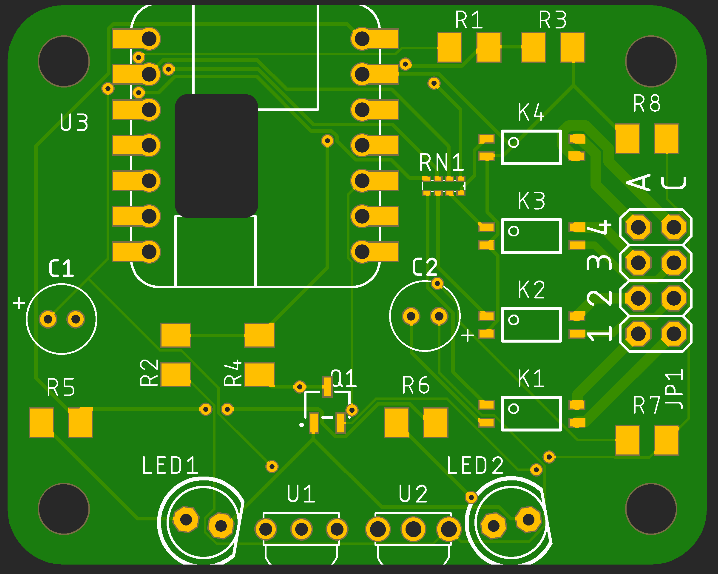 R1
R3
R8
U3
K4
RN1
A
C
K3
4
3
C1
C2
K2
2
+
+
1
R2
R4
Q1
R6
K1
JP1
R5
R7
LED1
LED2
U1
U2